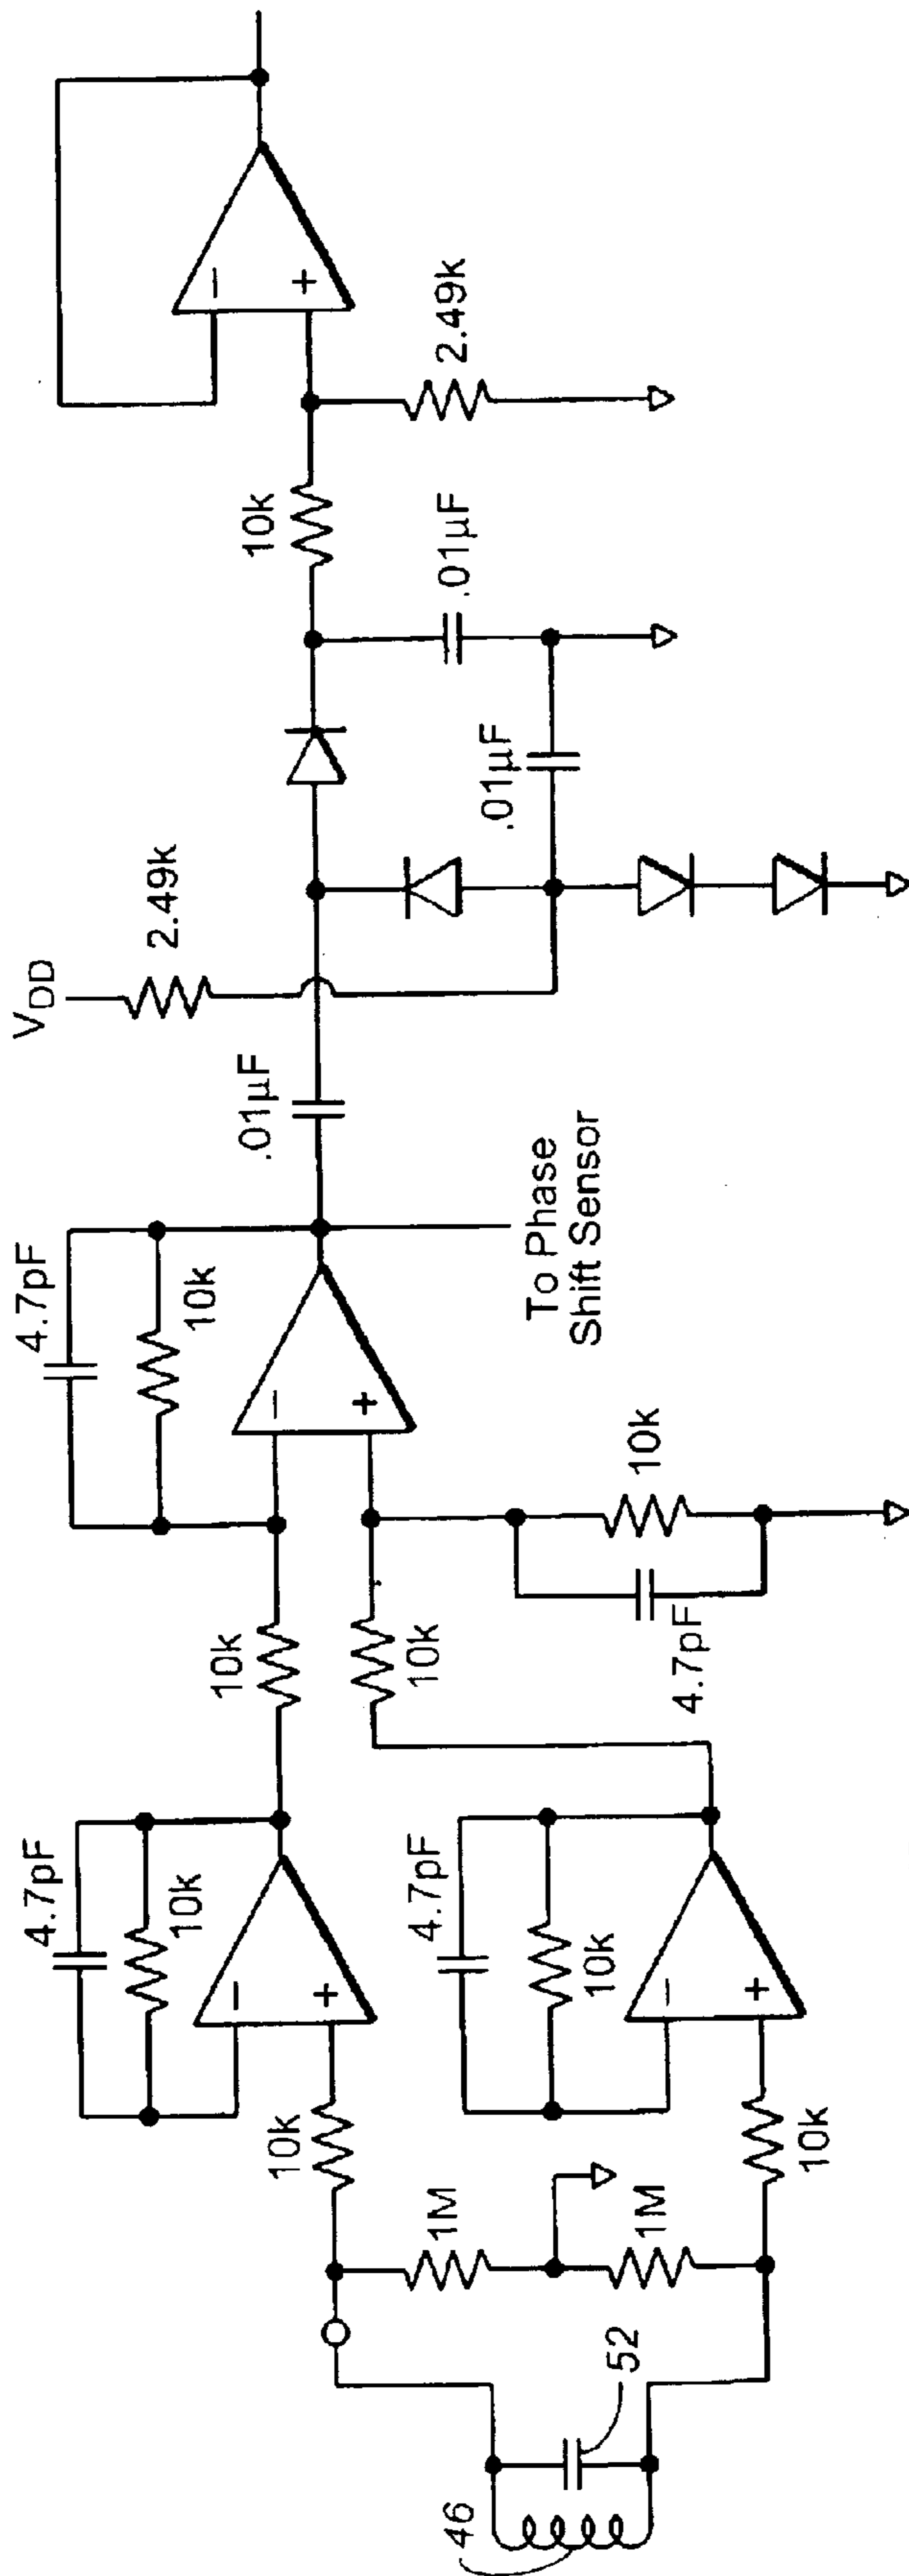 46
52
1M
1M
10k
10k
4.7pF
10k
4.7pF
10k
10k
10k
4.7pF
10k
4.7pF
10k
To Phase
Shift Sensor
.01µF
VDD
2.49k
.01µF
.01µF
10k
2.49k